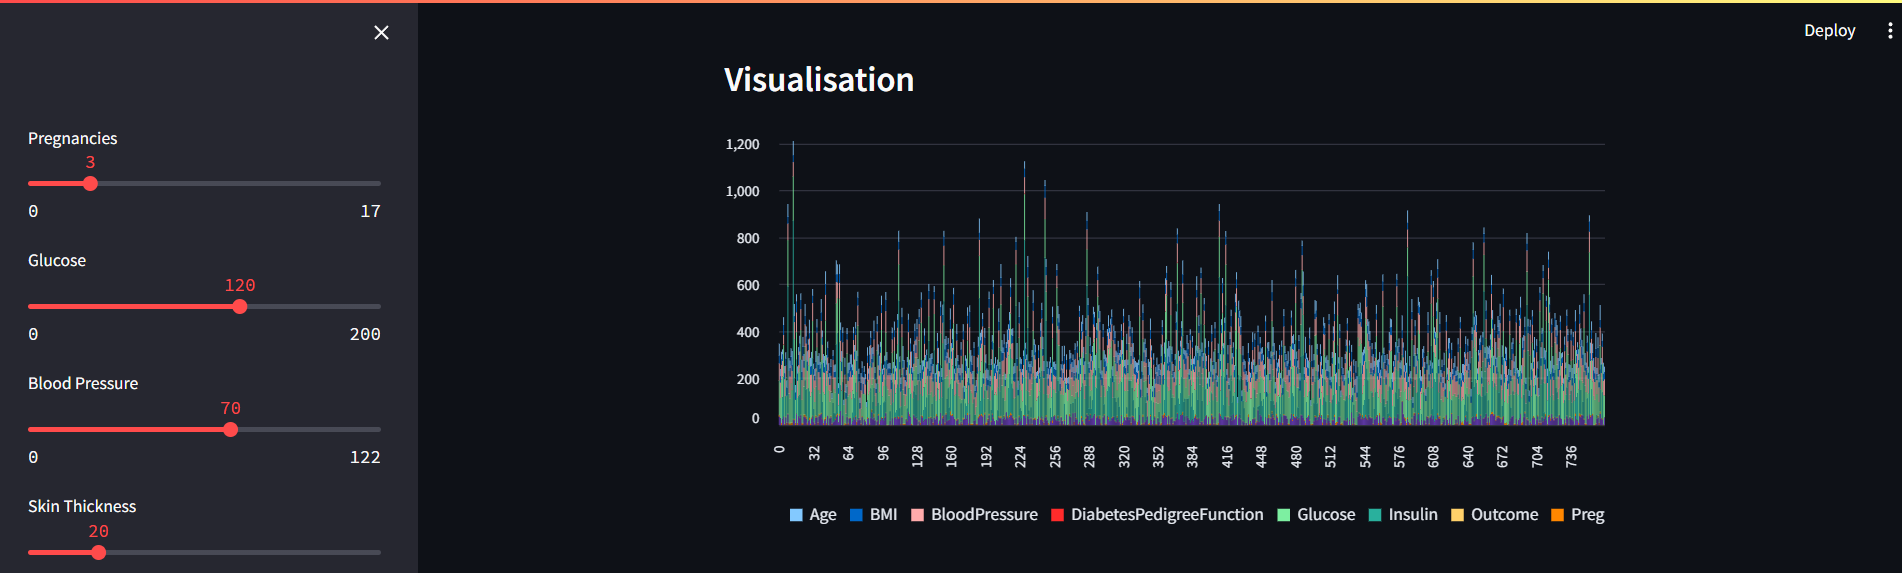 Deploy
Visualisation
Pregnancies
3
0 17
Glucose
120
0 200
Blood Pressure
70
0 122
Skin Thickness
20
1,200
1,000
800
600
400
200
0
0 32 64 96 128 160 192 224 256 288 320 352 384 416 448 480 512 544 576 608 640 672 704 736
Age BMI BloodPressure DiabetesPedigreeFunction Glucose Insulin Outcome Preg